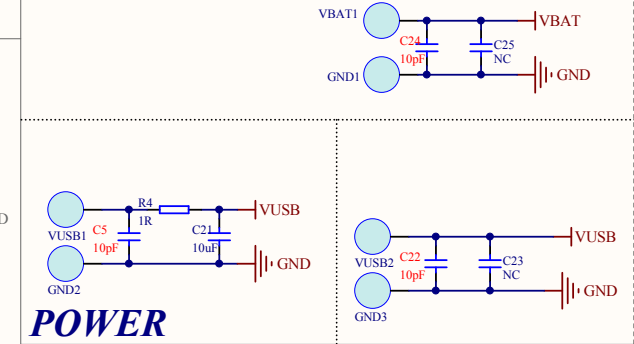 VBAT1
VBAT
C24
10pF
C25
NC
GND1
GND
D
VUSB1
R4
1R
VUSB
C5
10pF
C21
10uF
GND2
GND
VUSB2
VUSB
C22
10pF
C23
NC
GND3
GND
POWER